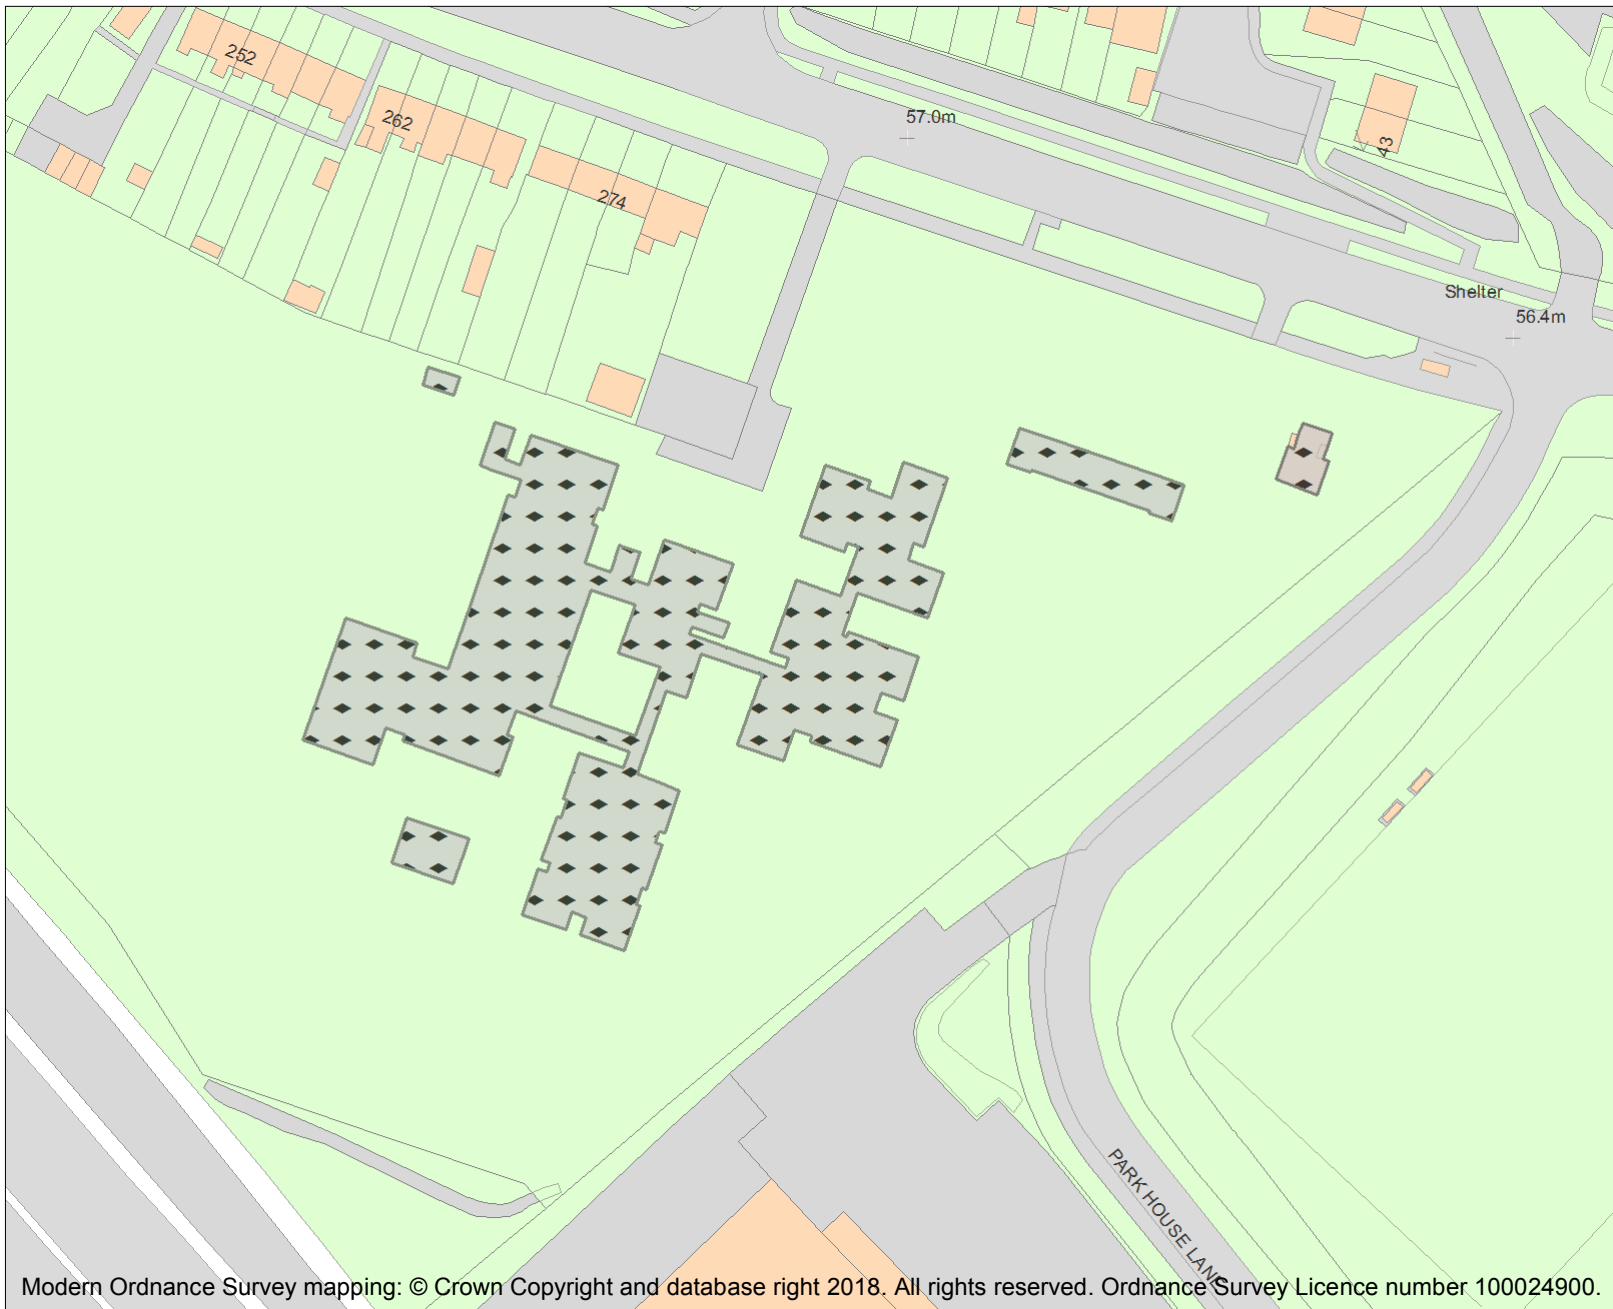 252
262
57.0m
43
274
Shelter
56.4m
PARK HOUSE LANE
Modern Ordnance Survey mapping: © Crown Copyright and database right 2018. All rights reserved. Ordnance Survey Licence number 100024900.